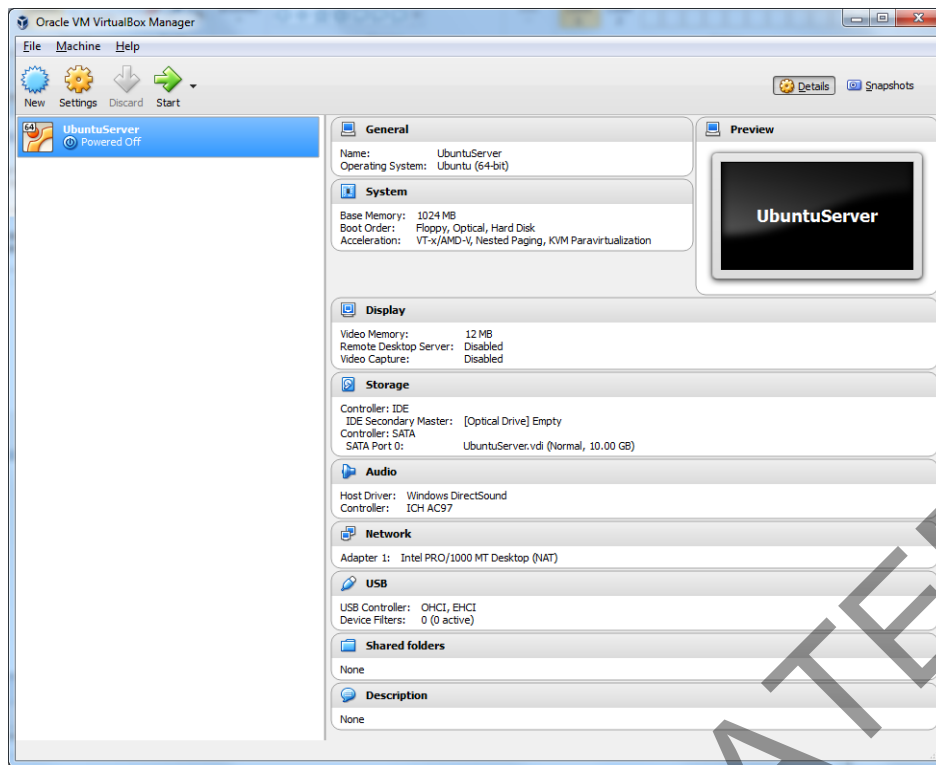 Oracle VM VirtualBox Manager
File Machine Help
New Settings Discard Start
Details Snapshots
64 UbuntuServer
Powered Off
General
Name: UbuntuServer
Operating System: Ubuntu (64-bit)
System
Base Memory: 1024 MB
Boot Order: Floppy, Optical, Hard Disk
Acceleration: VT-x/AMD-V, Nested Paging, KVM Paravirtualization
Preview
UbuntuServer
Display
Video Memory: 12 MB
Remote Desktop Server: Disabled
Video Capture: Disabled
Storage
Controller: IDE
IDE Secondary Master: [Optical Drive] Empty
Controller: SATA
SATA Port 0: UbuntuServer.vdi (Normal, 10.00 GB)
Audio
Host Driver: Windows DirectSound
Controller: ICH AC97
Network
Adapter 1: Intel PRO/1000 MT Desktop (NAT)
USB
USB Controller: OHCI, EHCI
Device Filters: 0 (0 active)
Shared folders
None
Description
None